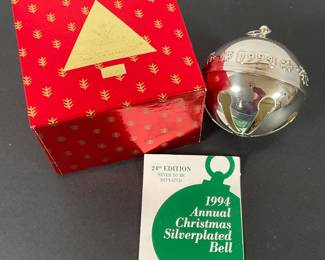 1994
24TH EDITION
NEVER TO BE
REPEATED
1994
Annual
Christmas
Silverplated
Bell